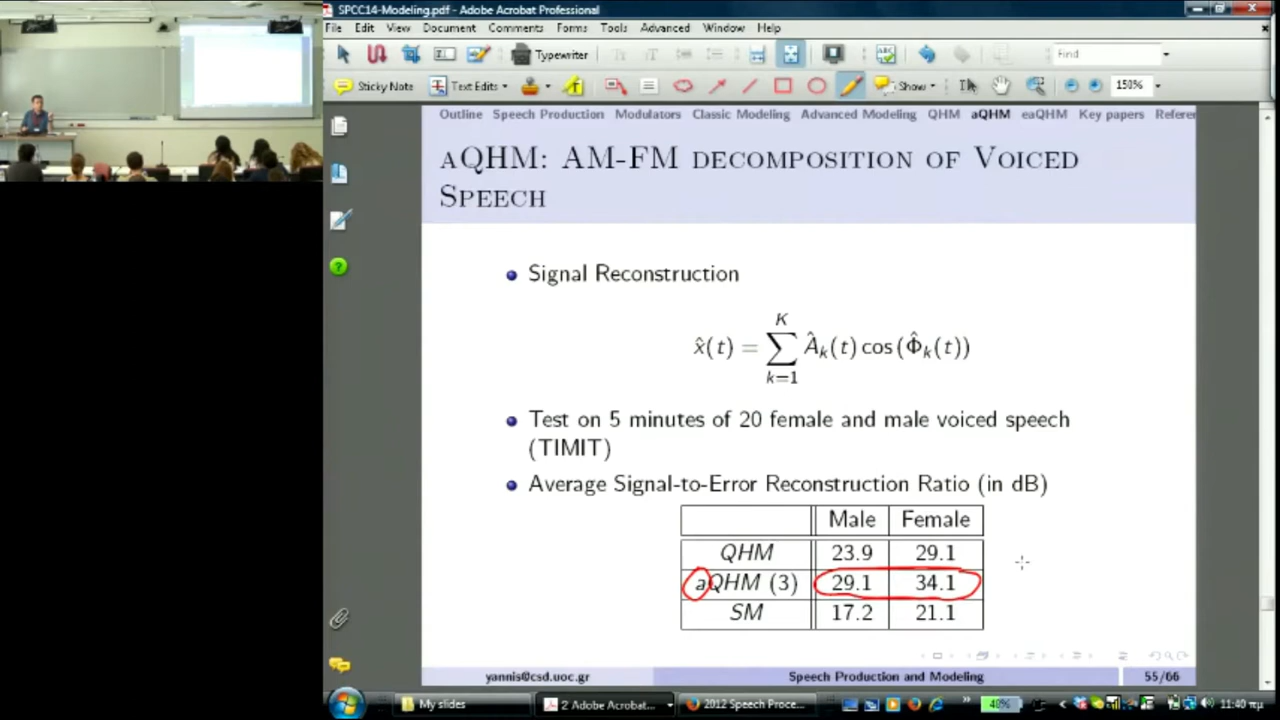 SPCC14-Modeling.pdf - Adobe Acrobat Professional
File Edit View Document Comments Forms Tools Advanced Window Help
Typewriter Find
Sticky Note Text Edits Show 150%
Outline Speech Production Modulators Classic Modeling Advanced Modeling QHM aQHM eaQHM Key papers Referen
aQHM: AM-FM decomposition of Voiced
Speech
Signal Reconstruction
x̂(t) = ∑_{k=1}^{K} Â_k(t) cos(Φ̂_k(t))
Test on 5 minutes of 20 female and male voiced speech
(TIMIT)
Average Signal-to-Error Reconstruction Ratio (in dB)
Male Female
QHM 23.9 29.1
aQHM (3) 29.1 34.1
SM 17.2 21.1
yannis@csd.uoc.gr Speech Production and Modeling 55/66
My slides 2 Adobe Acrobat... 2012 Speech Proce... 48% 11:40 πμ